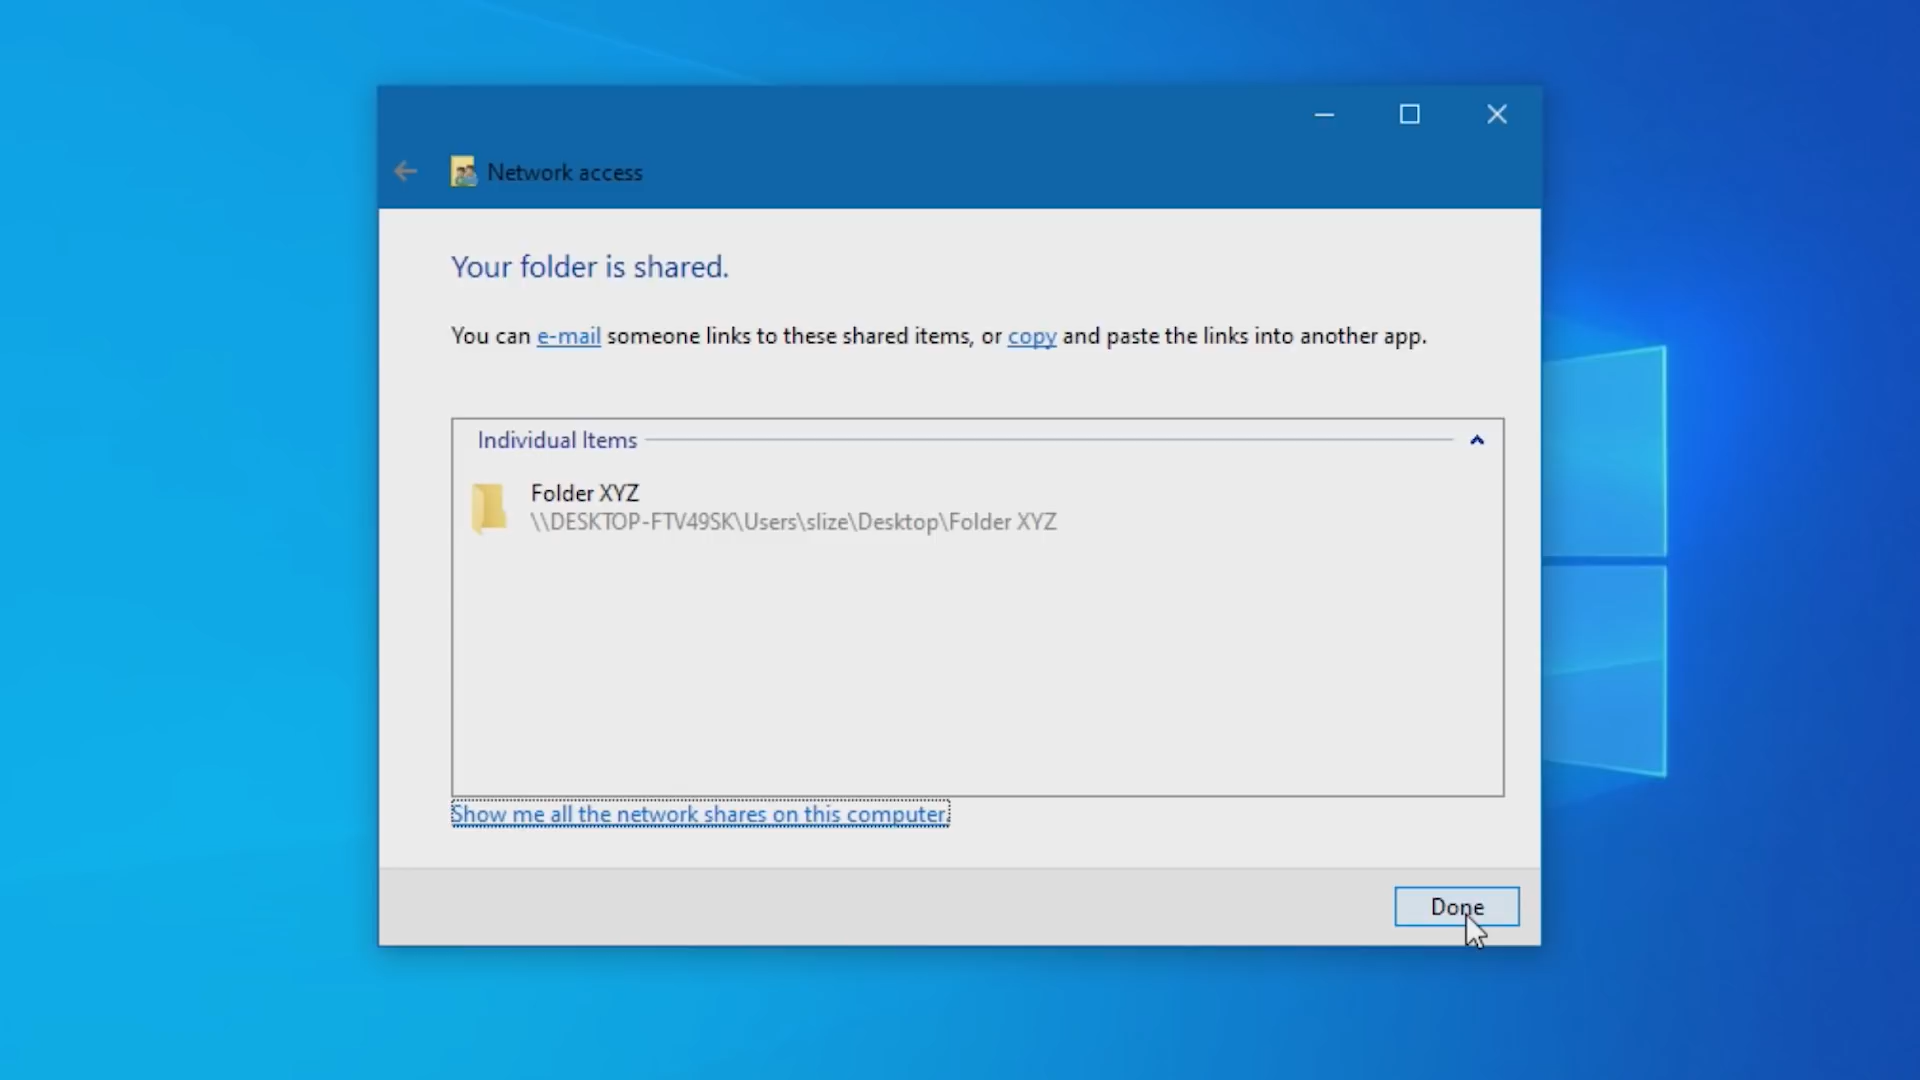 Network access
Your folder is shared.
You can e-mail someone links to these shared items, or copy and paste the links into another app.
Individual Items
Folder XYZ
\\DESKTOP-FTV49SK\Users\slize\Desktop\Folder XYZ
Show me all the network shares on this computer.
Done